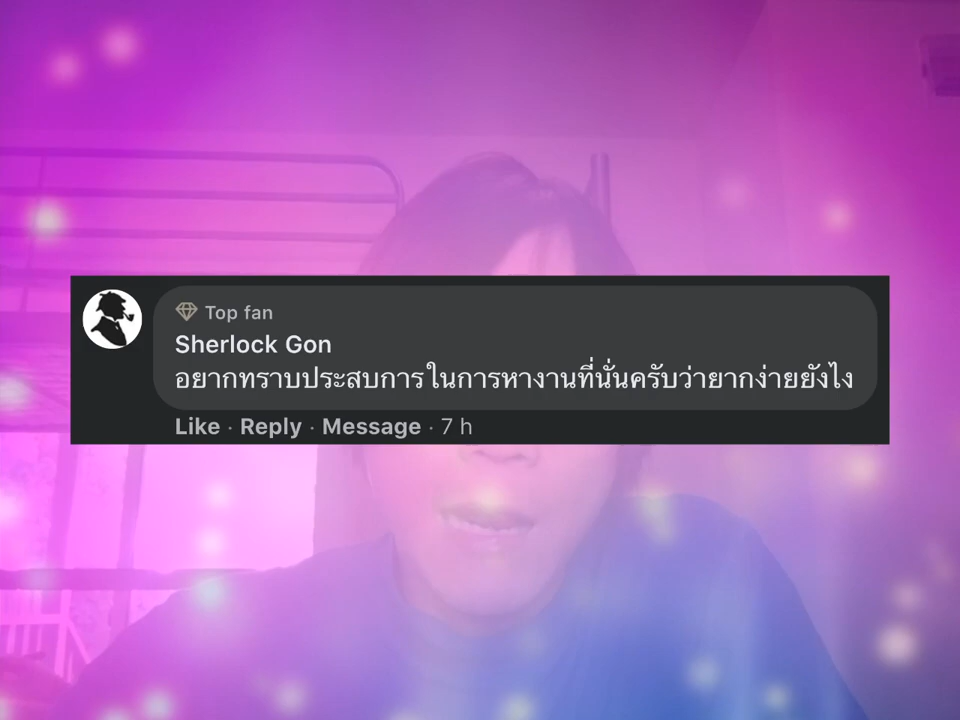 Top fan
Sherlock Gon
อยากทราบประสบการในการหางานที่นั่นครับว่ายากง่ายยังไง
Like · Reply · Message · 7 h